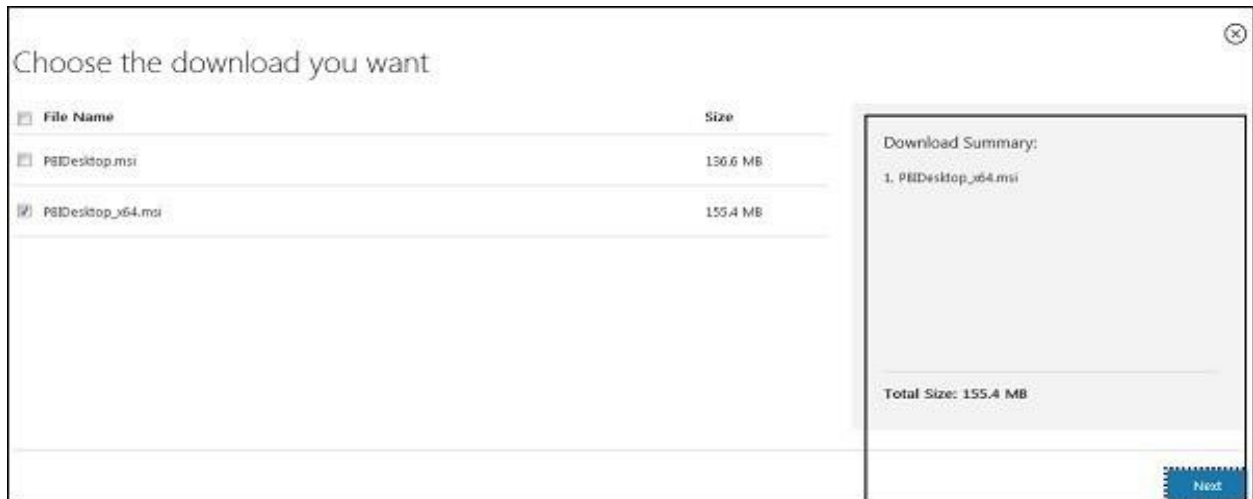 Choose the download you want
File Name Size
PBIDesktop.msi 136.6 MB
PBIDesktop_x64.msi 155.4 MB
Download Summary:
1. PBIDesktop_x64.msi
Total Size: 155.4 MB
Next